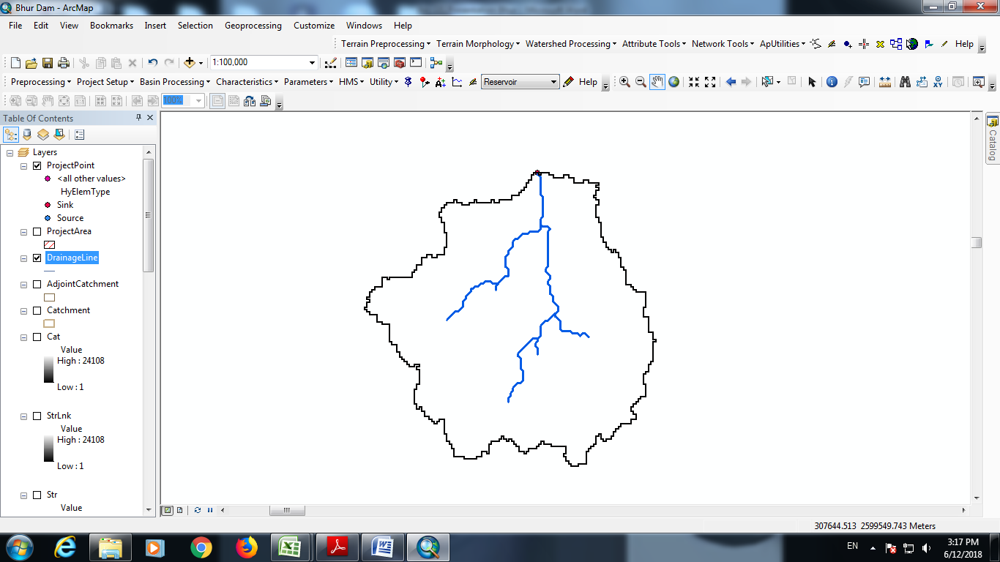 Bhur Dam - ArcMap
File Edit View Bookmarks Insert Selection Geoprocessing Customize Windows Help
Terrain Preprocessing Terrain Morphology Watershed Processing Attribute Tools Network Tools ApUtilities Help
1:100,000
Preprocessing Project Setup Basin Processing Characteristics Parameters HMS Utility Reservoir Help
100%
Table Of Contents
Catalog
Layers
ProjectPoint
<all other values>
HyElemType
Sink
Source
ProjectArea
DrainageLine
AdjointCatchment
Catchment
Cat
Value
High : 24108
Low : 1
StrLnk
Value
High : 24108
Low : 1
Str
Value
307644.513 2599549.743 Meters
EN
3:17 PM
6/12/2018